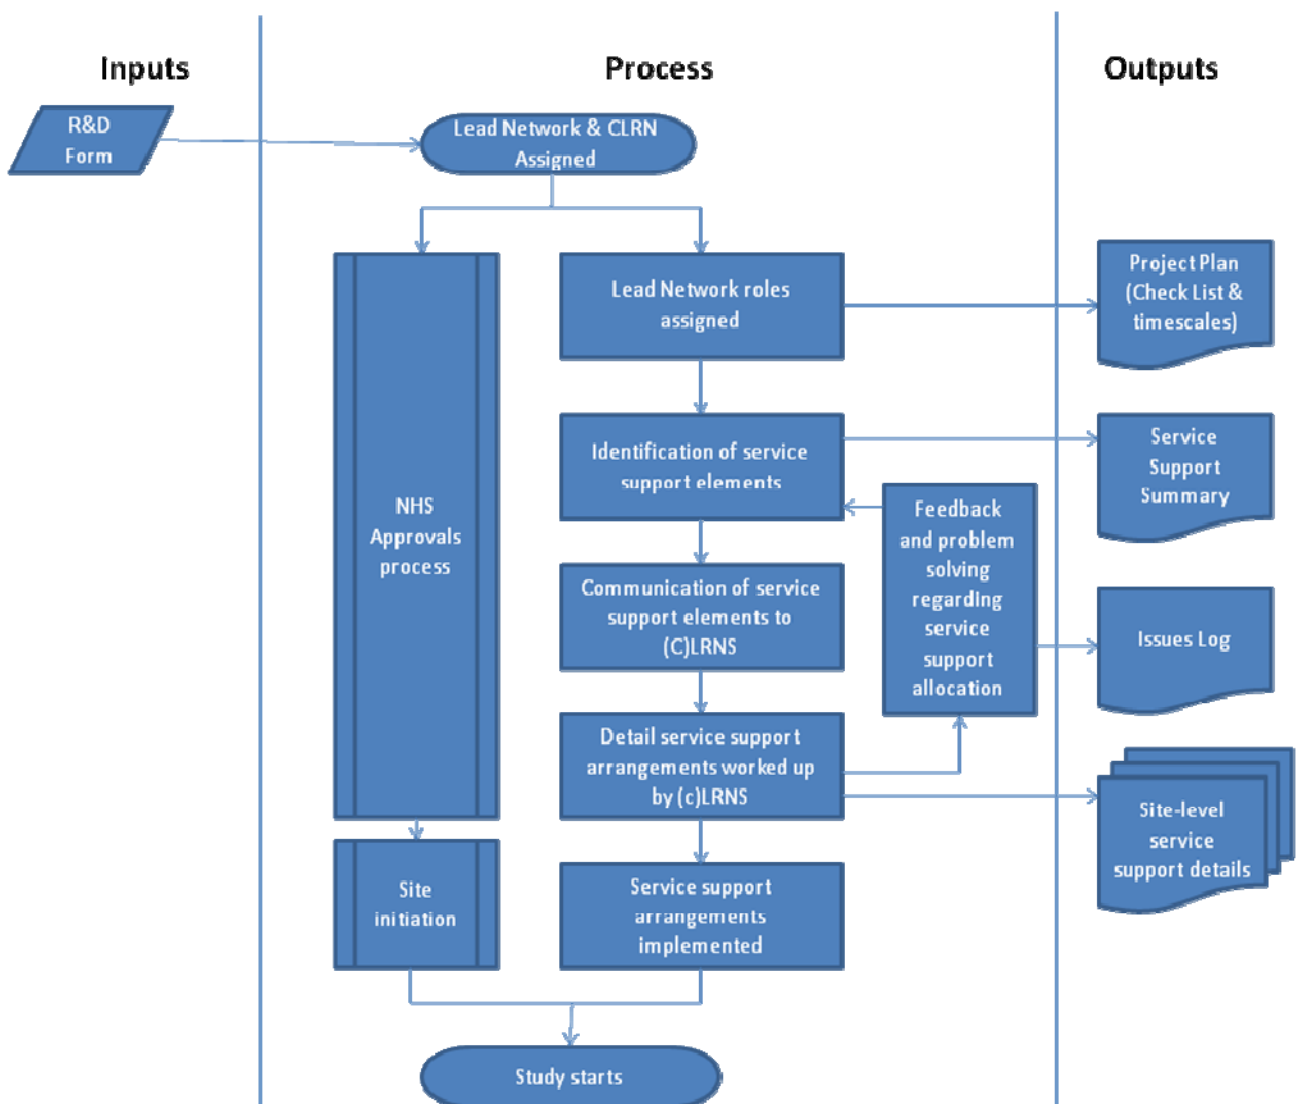 Inputs
Process
Outputs
R&D
Form
Lead Network & CLRN
Assigned
NHS
Approvals
process
Site
initiation
Lead Network roles
assigned
Identification of service
support elements
Communication of service
support elements to
(C)LRNS
Detail service support
arrangements worked up
by (c)LRNS
Service support
arrangements
implemented
Feedback
and problem
solving
regarding
service
support
allocation
Study starts
Project Plan
(Check List &
timescales)
Service
Support
Summary
Issues Log
Site-level
service
support details